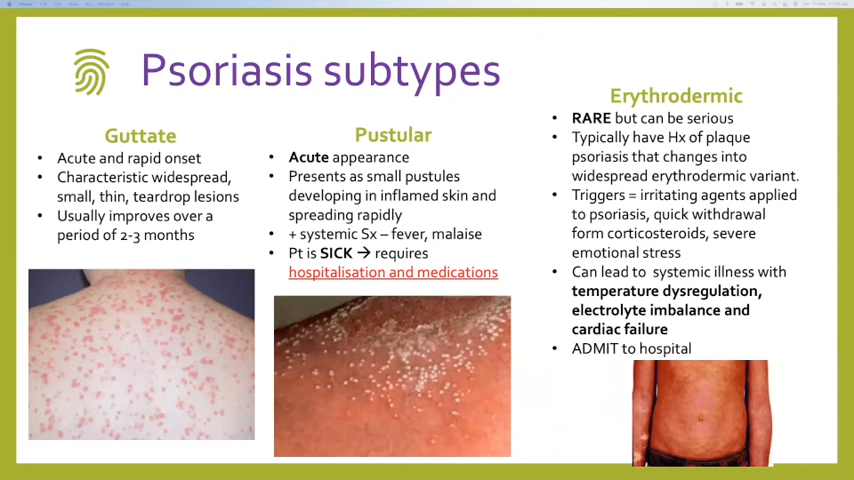 Psoriasis subtypes
Guttate
• Acute and rapid onset
• Characteristic widespread,
small, thin, teardrop lesions
• Usually improves over a
period of 2-3 months
Pustular
• Acute appearance
• Presents as small pustules
developing in inflamed skin and
spreading rapidly
• + systemic Sx – fever, malaise
• Pt is SICK → requires
hospitalisation and medications
Erythrodermic
• RARE but can be serious
• Typically have Hx of plaque
psoriasis that changes into
widespread erythrodermic variant.
• Triggers = irritating agents applied
to psoriasis, quick withdrawal
form corticosteroids, severe
emotional stress
• Can lead to systemic illness with
temperature dysregulation,
electrolyte imbalance and
cardiac failure
• ADMIT to hospital